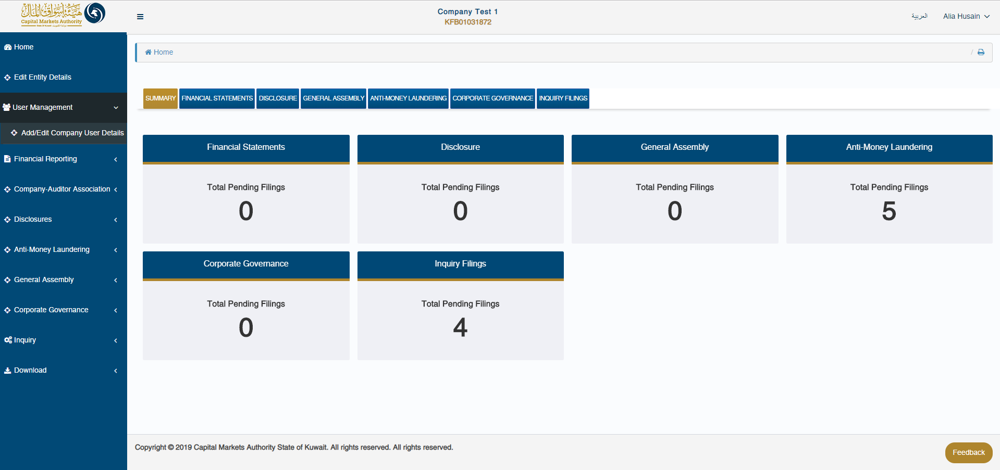 هيئة أسواق المال
Capital Markets Authority
State Of Kuwait دولة الكويت
Company Test 1
KFB01031872
العربية
Alia Husain
Home
Edit Entity Details
User Management
Add/Edit Company User Details
Financial Reporting
Company-Auditor Association
Disclosures
Anti-Money Laundering
General Assembly
Corporate Governance
Inquiry
Download
Home
/
SUMMARY
FINANCIAL STATEMENTS
DISCLOSURE
GENERAL ASSEMBLY
ANTI-MONEY LAUNDERING
CORPORATE GOVERNANCE
INQUIRY FILINGS
Financial Statements
Total Pending Filings
0
Disclosure
Total Pending Filings
0
General Assembly
Total Pending Filings
0
Anti-Money Laundering
Total Pending Filings
5
Corporate Governance
Total Pending Filings
0
Inquiry Filings
Total Pending Filings
4
Copyright © 2019 Capital Markets Authority State of Kuwait. All rights reserved. All rights reserved.
Feedback